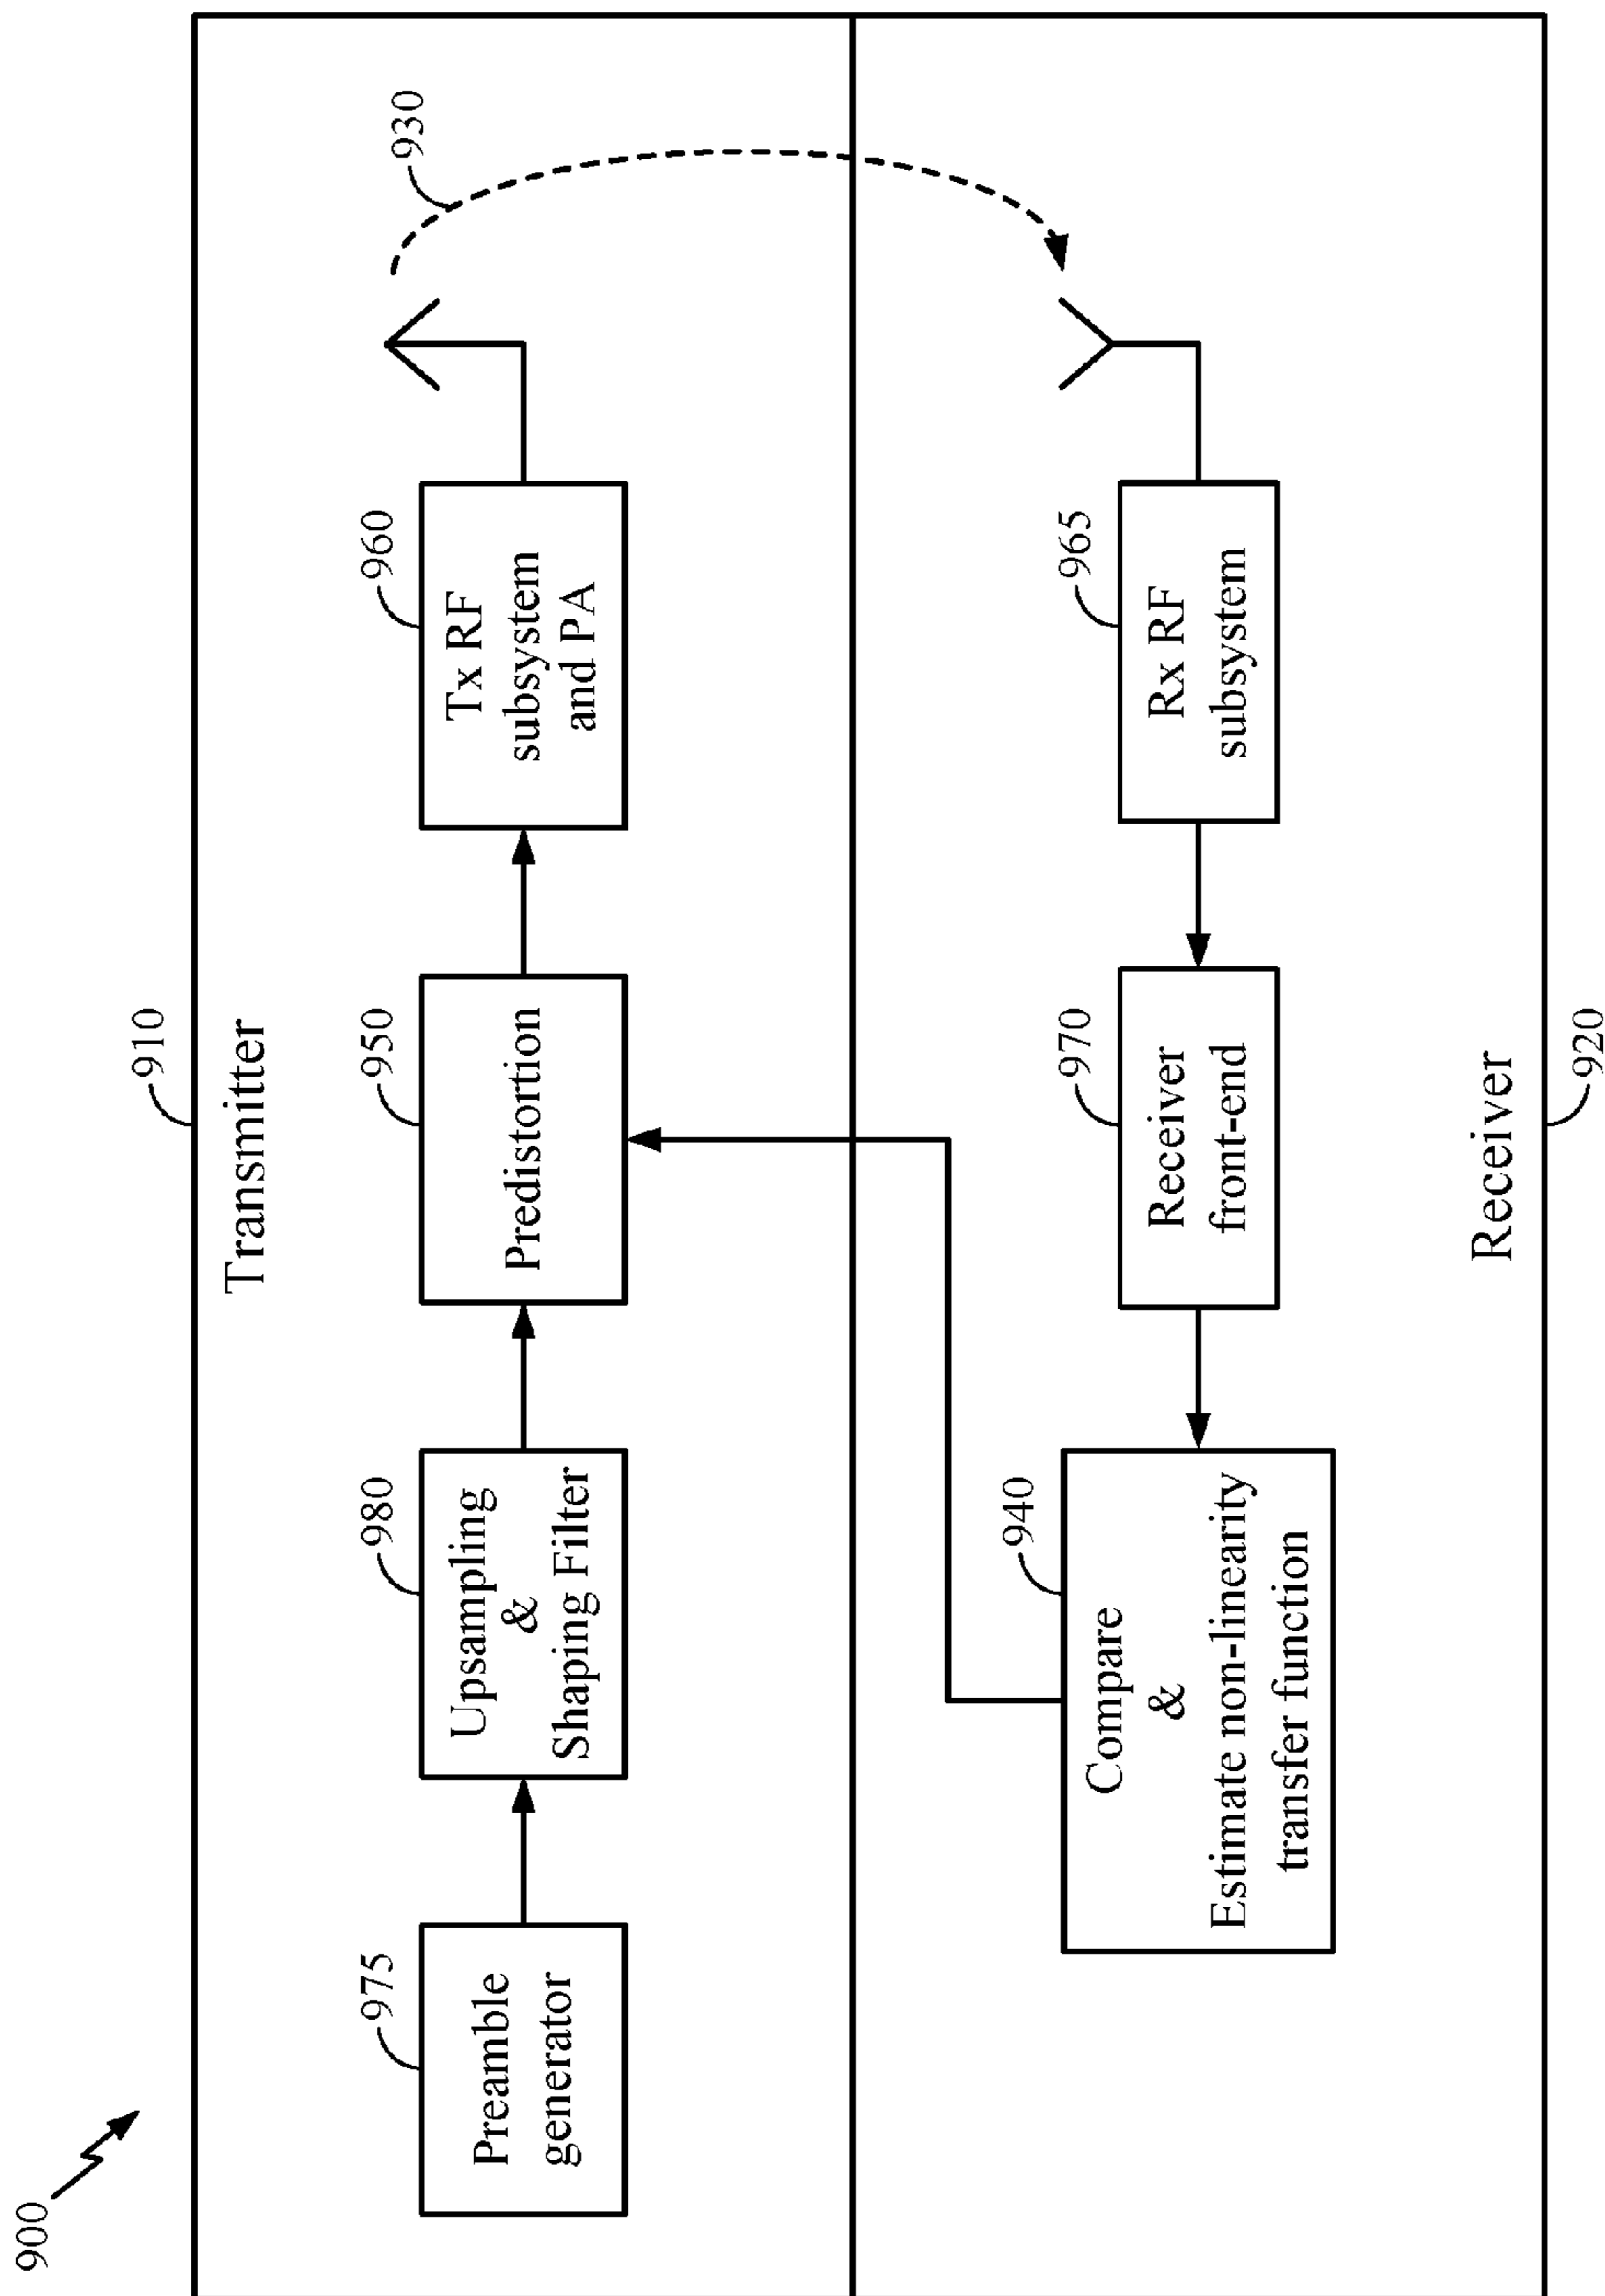 900
910
Transmitter
975
Preamble
generator
980
Upsampling
&
Shaping Filter
950
Predistortion
960
Tx RF
subsystem
and PA
930
940
Compare
&
Estimate non-linearity
transfer function
970
Receiver
front-end
965
Rx RF
subsystem
Receiver
920